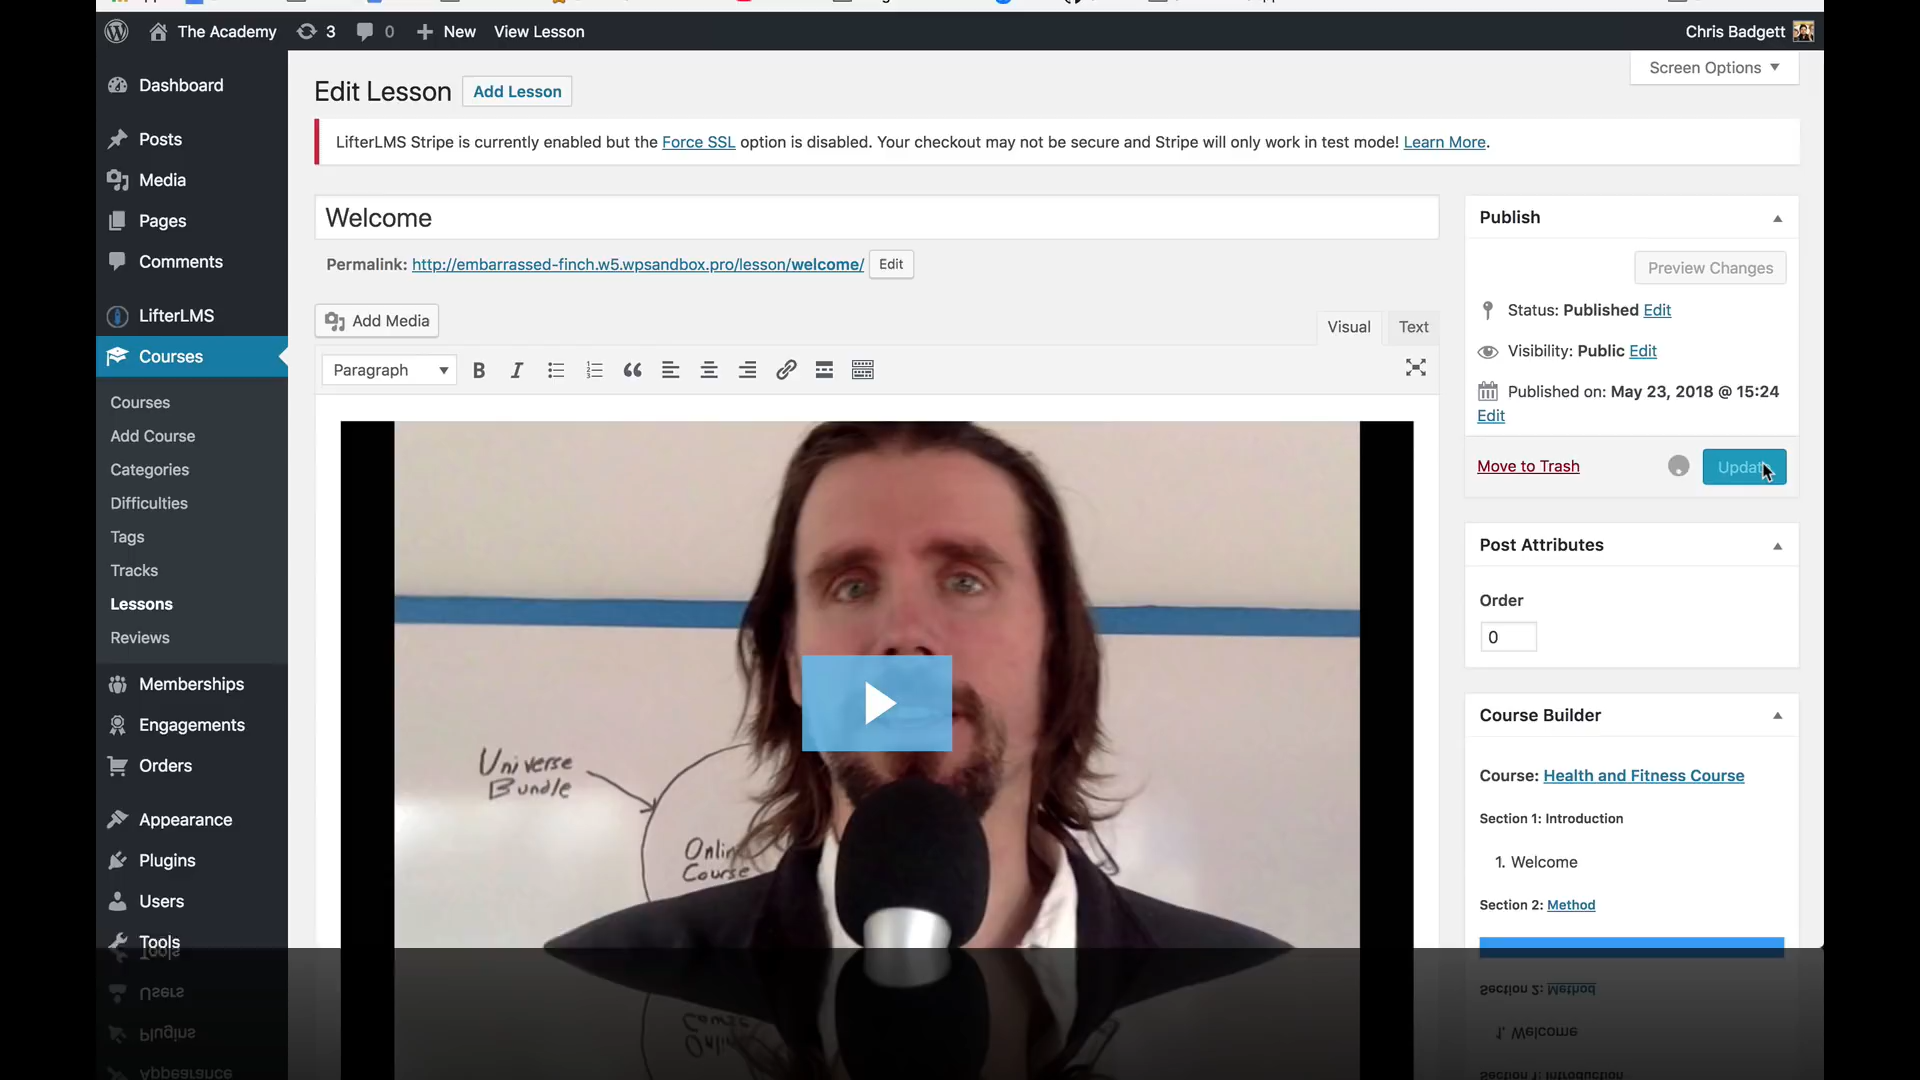 The Academy
3
0
New
View Lesson
Chris Badgett
Dashboard
Posts
Media
Pages
Comments
LifterLMS
Courses
Courses
Add Course
Categories
Difficulties
Tags
Tracks
Lessons
Reviews
Memberships
Engagements
Orders
Appearance
Plugins
Users
Tools
Screen Options
Edit Lesson
Add Lesson
LifterLMS Stripe is currently enabled but the Force SSL option is disabled. Your checkout may not be secure and Stripe will only work in test mode! Learn More.
Welcome
Permalink: http://embarrassed-finch.w5.wpsandbox.pro/lesson/welcome/ Edit
Add Media
Visual
Text
Paragraph
B
I
Universe
Bundle
Online
Course
Publish
Preview Changes
Status: Published Edit
Visibility: Public Edit
Published on: May 23, 2018 @ 15:24
Edit
Move to Trash
Update
Post Attributes
Order
0
Course Builder
Course: Health and Fitness Course
Section 1: Introduction
1. Welcome
Section 2: Method